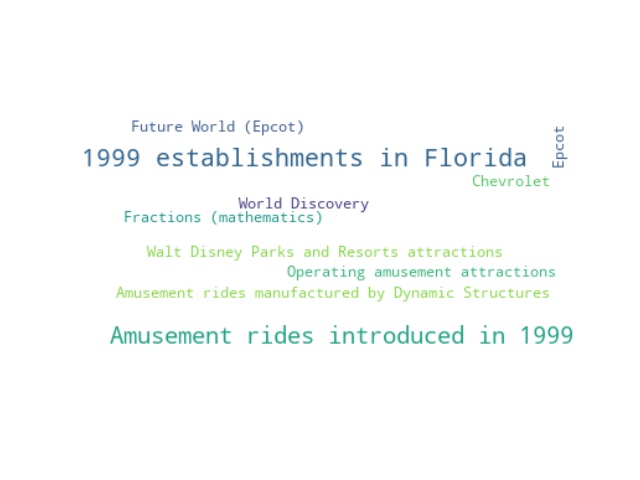 Future World (Epcot)
Epcot
1999 establishments in Florida
Chevrolet
World Discovery
Fractions (mathematics)
Walt Disney Parks and Resorts attractions
Operating amusement attractions
Amusement rides manufactured by Dynamic Structures
Amusement rides introduced in 1999